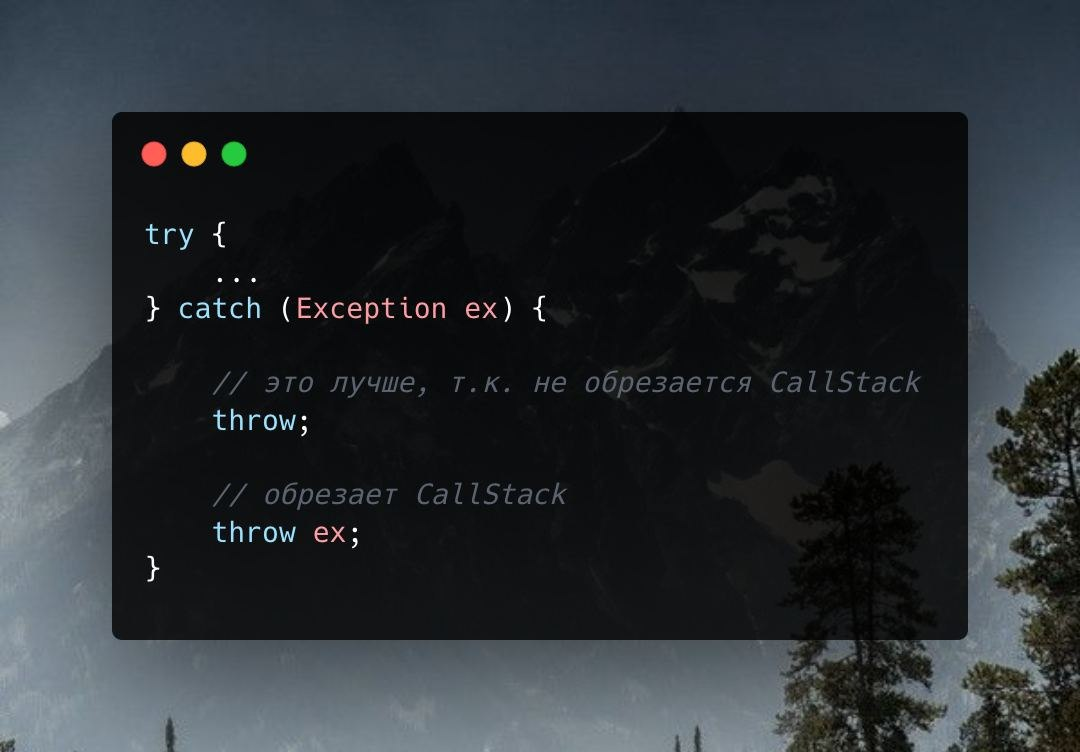 try {
    ...
} catch (Exception ex) {
    // это лучше, т.к. не обрезается CallStack
    throw;
    // обрезает CallStack
    throw ex;
}